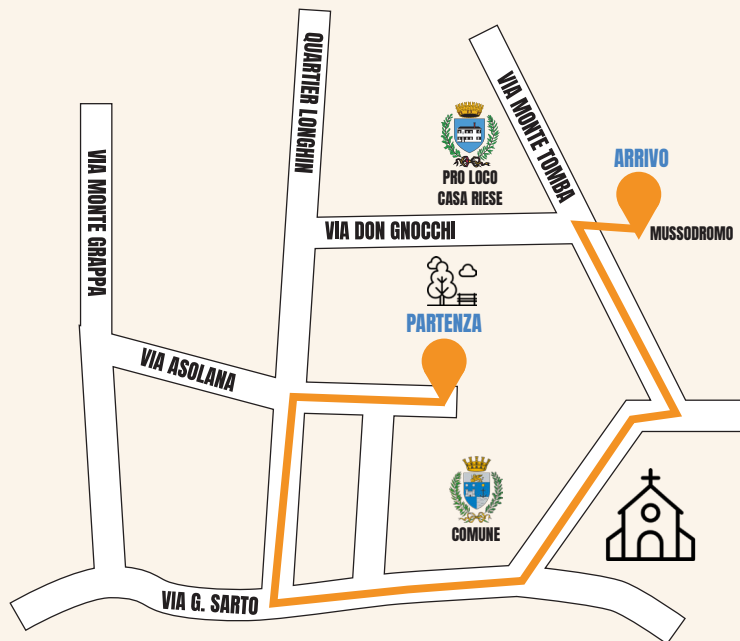 QUARTIER LONGHIN
VIA MONTE TOMBA
VIA MONTE GRAPPA
PRO LOCO
CASA RIESE
ARRIVO
MUSSODROMO
VIA DON GNOCCHI
PARTENZA
VIA ASOLANA
COMUNE
VIA G. SARTO